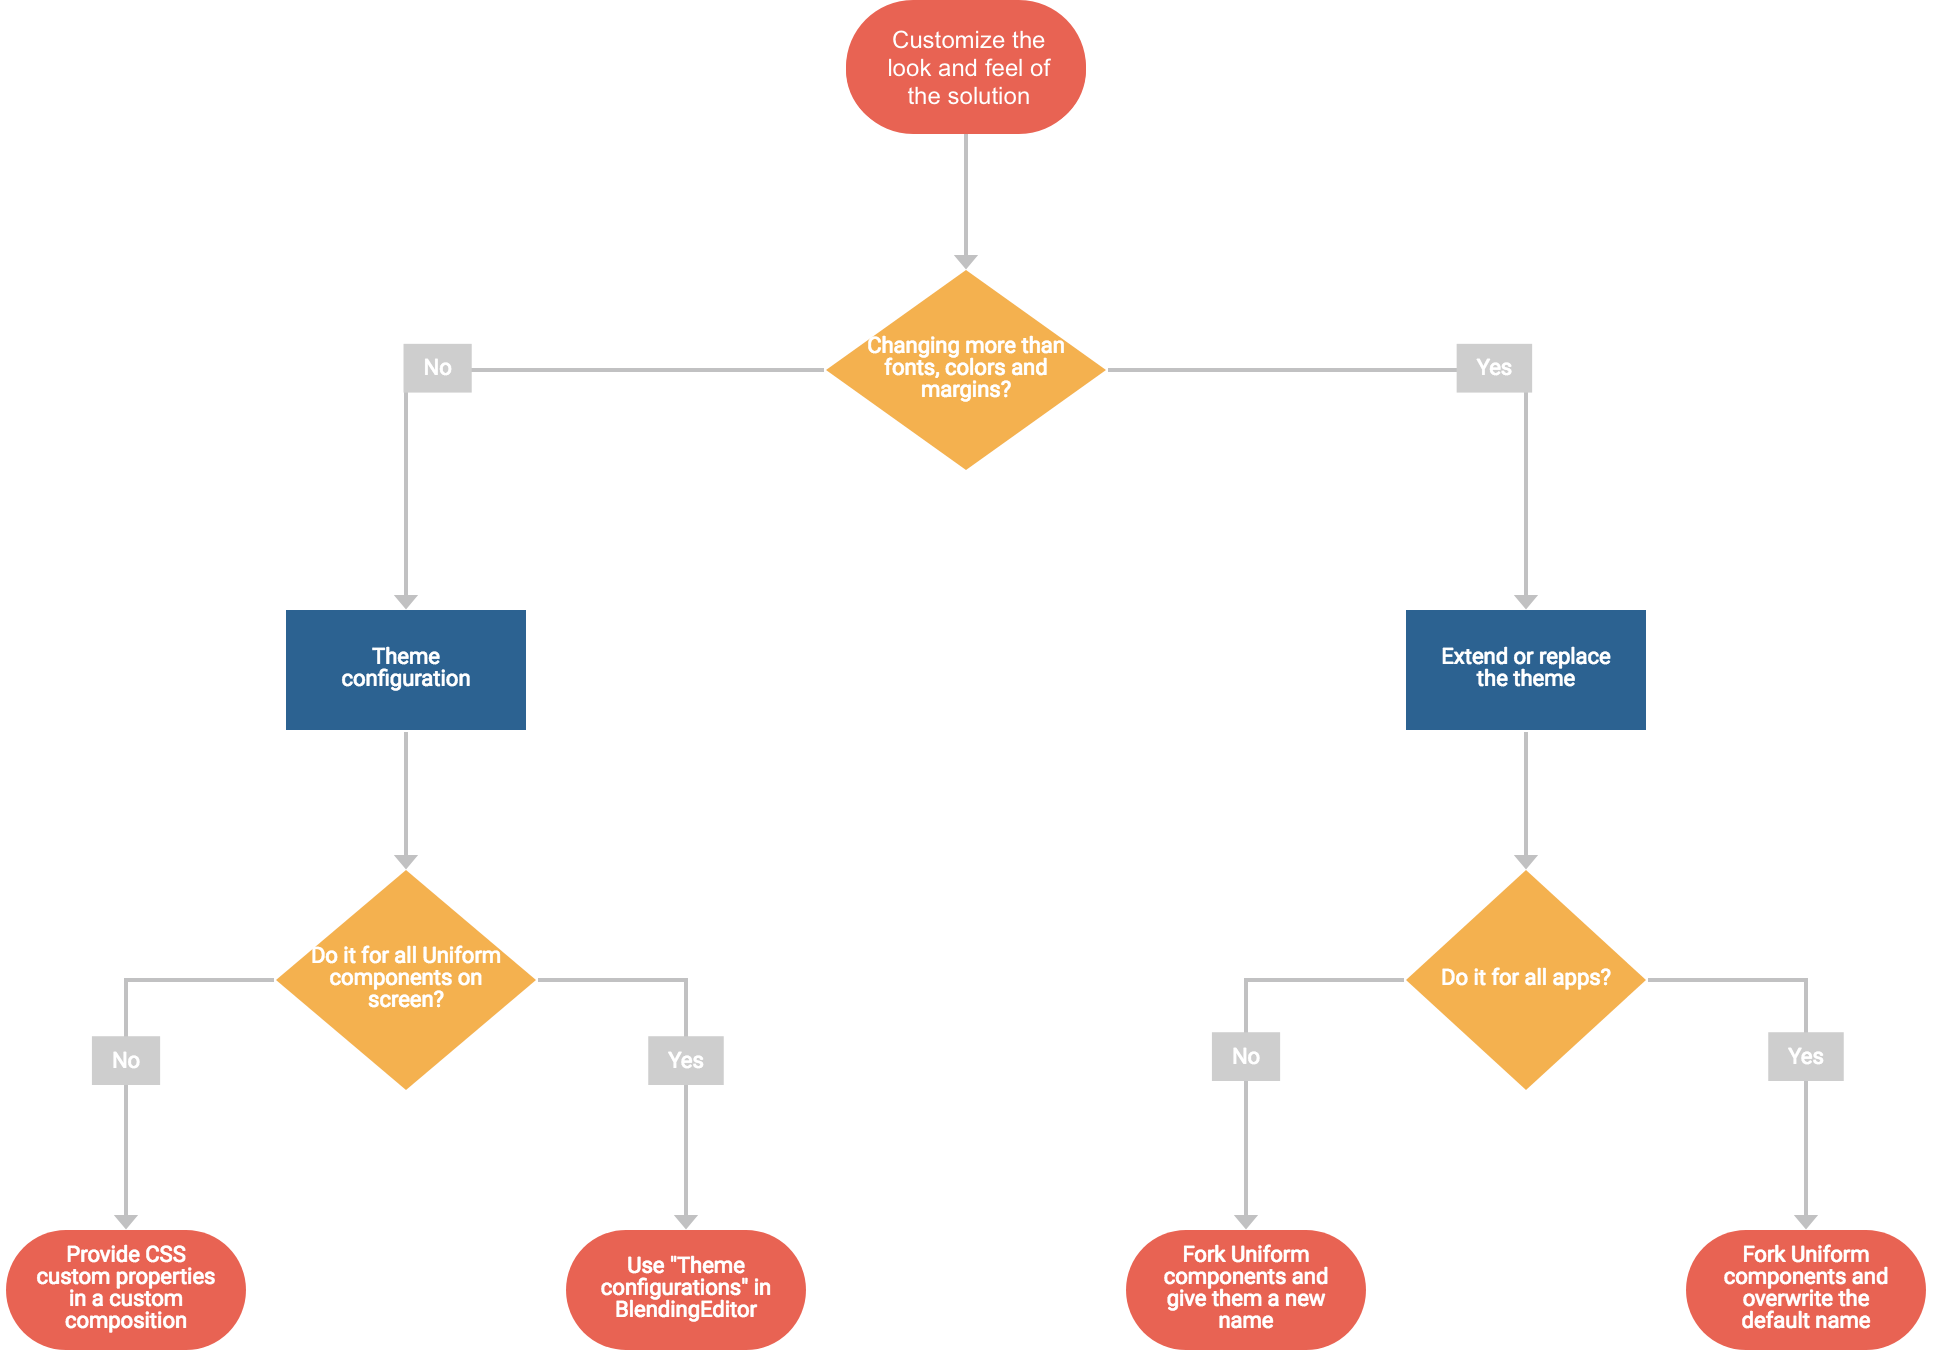 Customize the
look and feel of
the solution
Changing more than
fonts, colors and
margins?
No
Yes
Theme
configuration
Extend or replace
the theme
Do it for all Uniform
components on
screen?
Do it for all apps?
No
Yes
No
Yes
Provide CSS
custom properties
in a custom
composition
Use "Theme
configurations" in
BlendingEditor
Fork Uniform
components and
give them a new
name
Fork Uniform
components and
overwrite the
default name